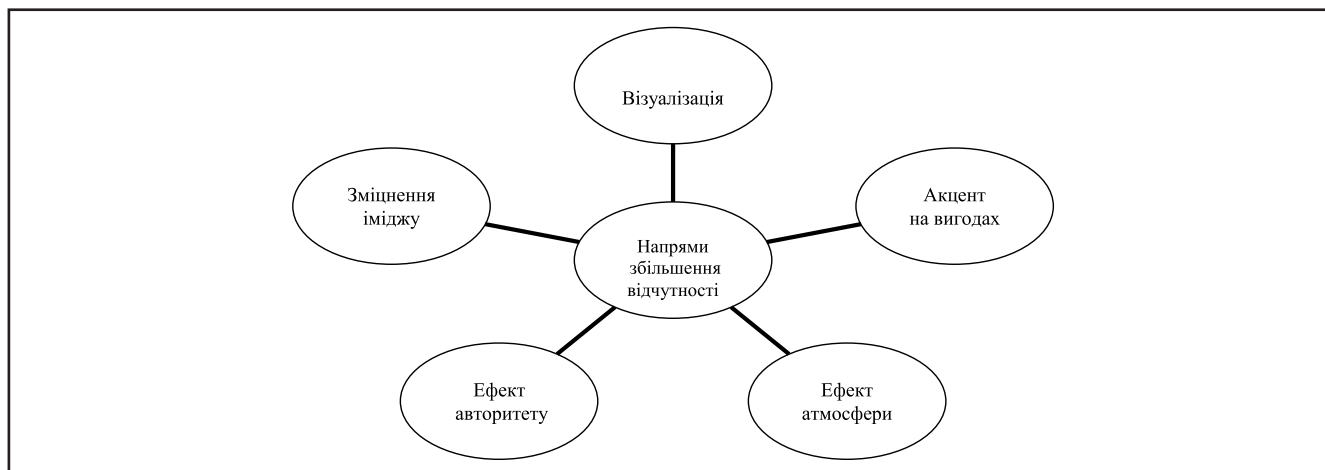 Візуалізація
Зміцнення
іміджу
Акцент
на вигодах
Напрями
збільшення
відчутності
Ефект
авторитету
Ефект
атмосфери